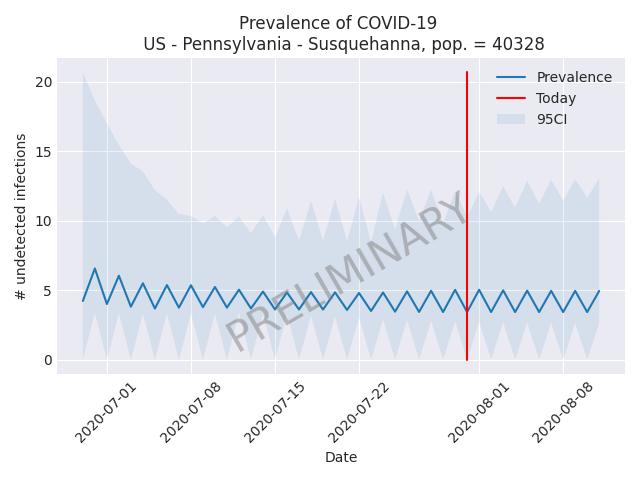 Prevalence of COVID-19
US - Pennsylvania - Susquehanna, pop. = 40328
# undetected infections
20
15
10
5
0
Prevalence
Today
95CI
PRELIMINARY
2020-07-01
2020-07-08
2020-07-15
2020-07-22
2020-08-01
2020-08-08
Date